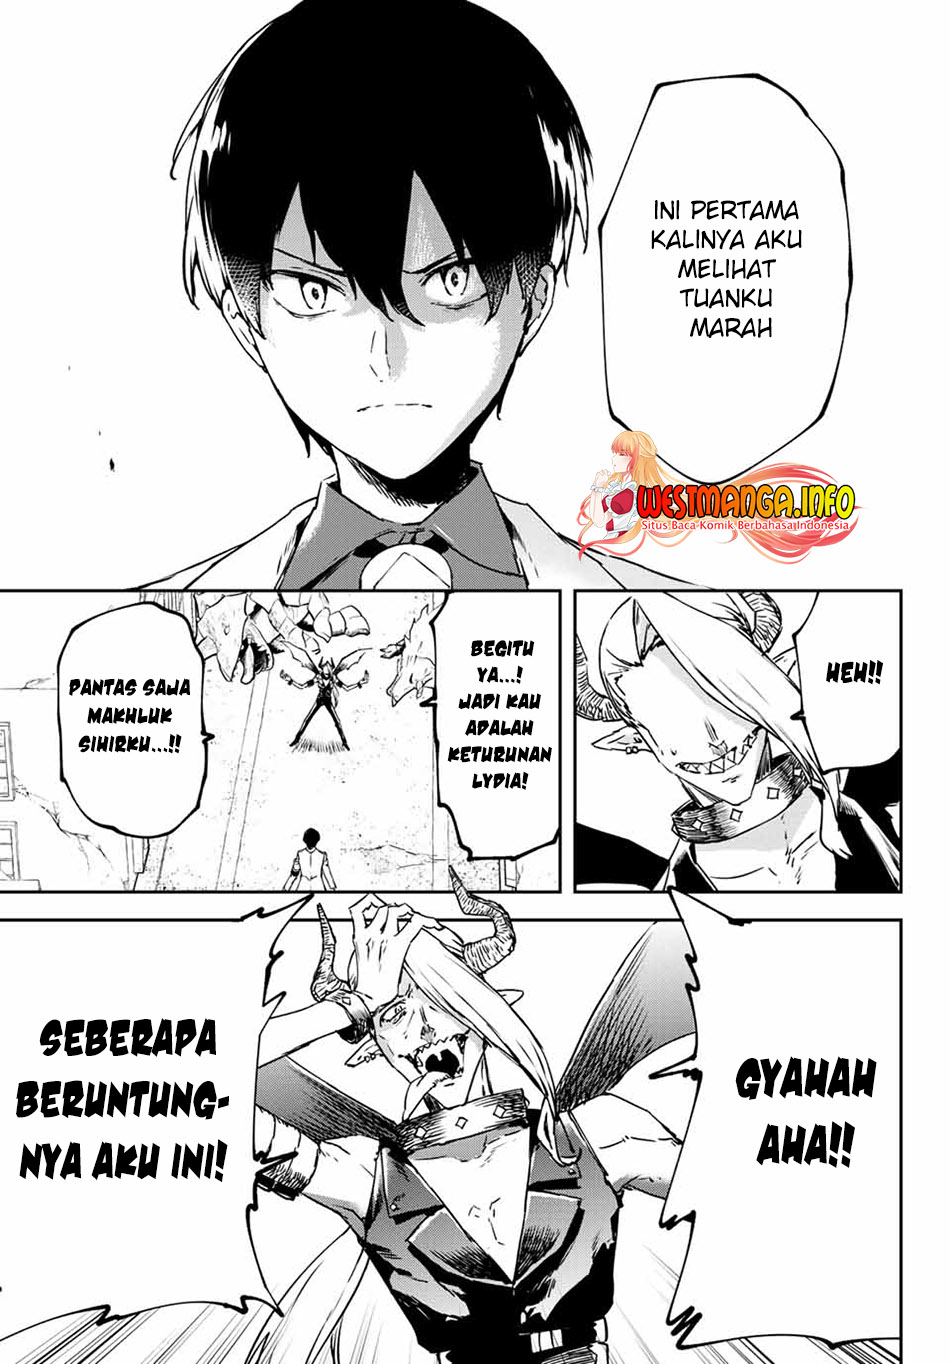 INI PERTAMA
KALINYA AKU
MELIHAT
TUANKU
MARAH
WESTMANGA.INFO
Situs Baca Komik Berbahasa Indonesia
HEH!!
BEGITU
YA...!
JADI KAU
ADALAH
KETURUNAN
LYDIA!
PANTAS SAJA
MAKHLUK
SIHIRKU...!!
GYAHAH
AHA!!
SEBERAPA
BERUNTUNG-
NYA AKU INI!